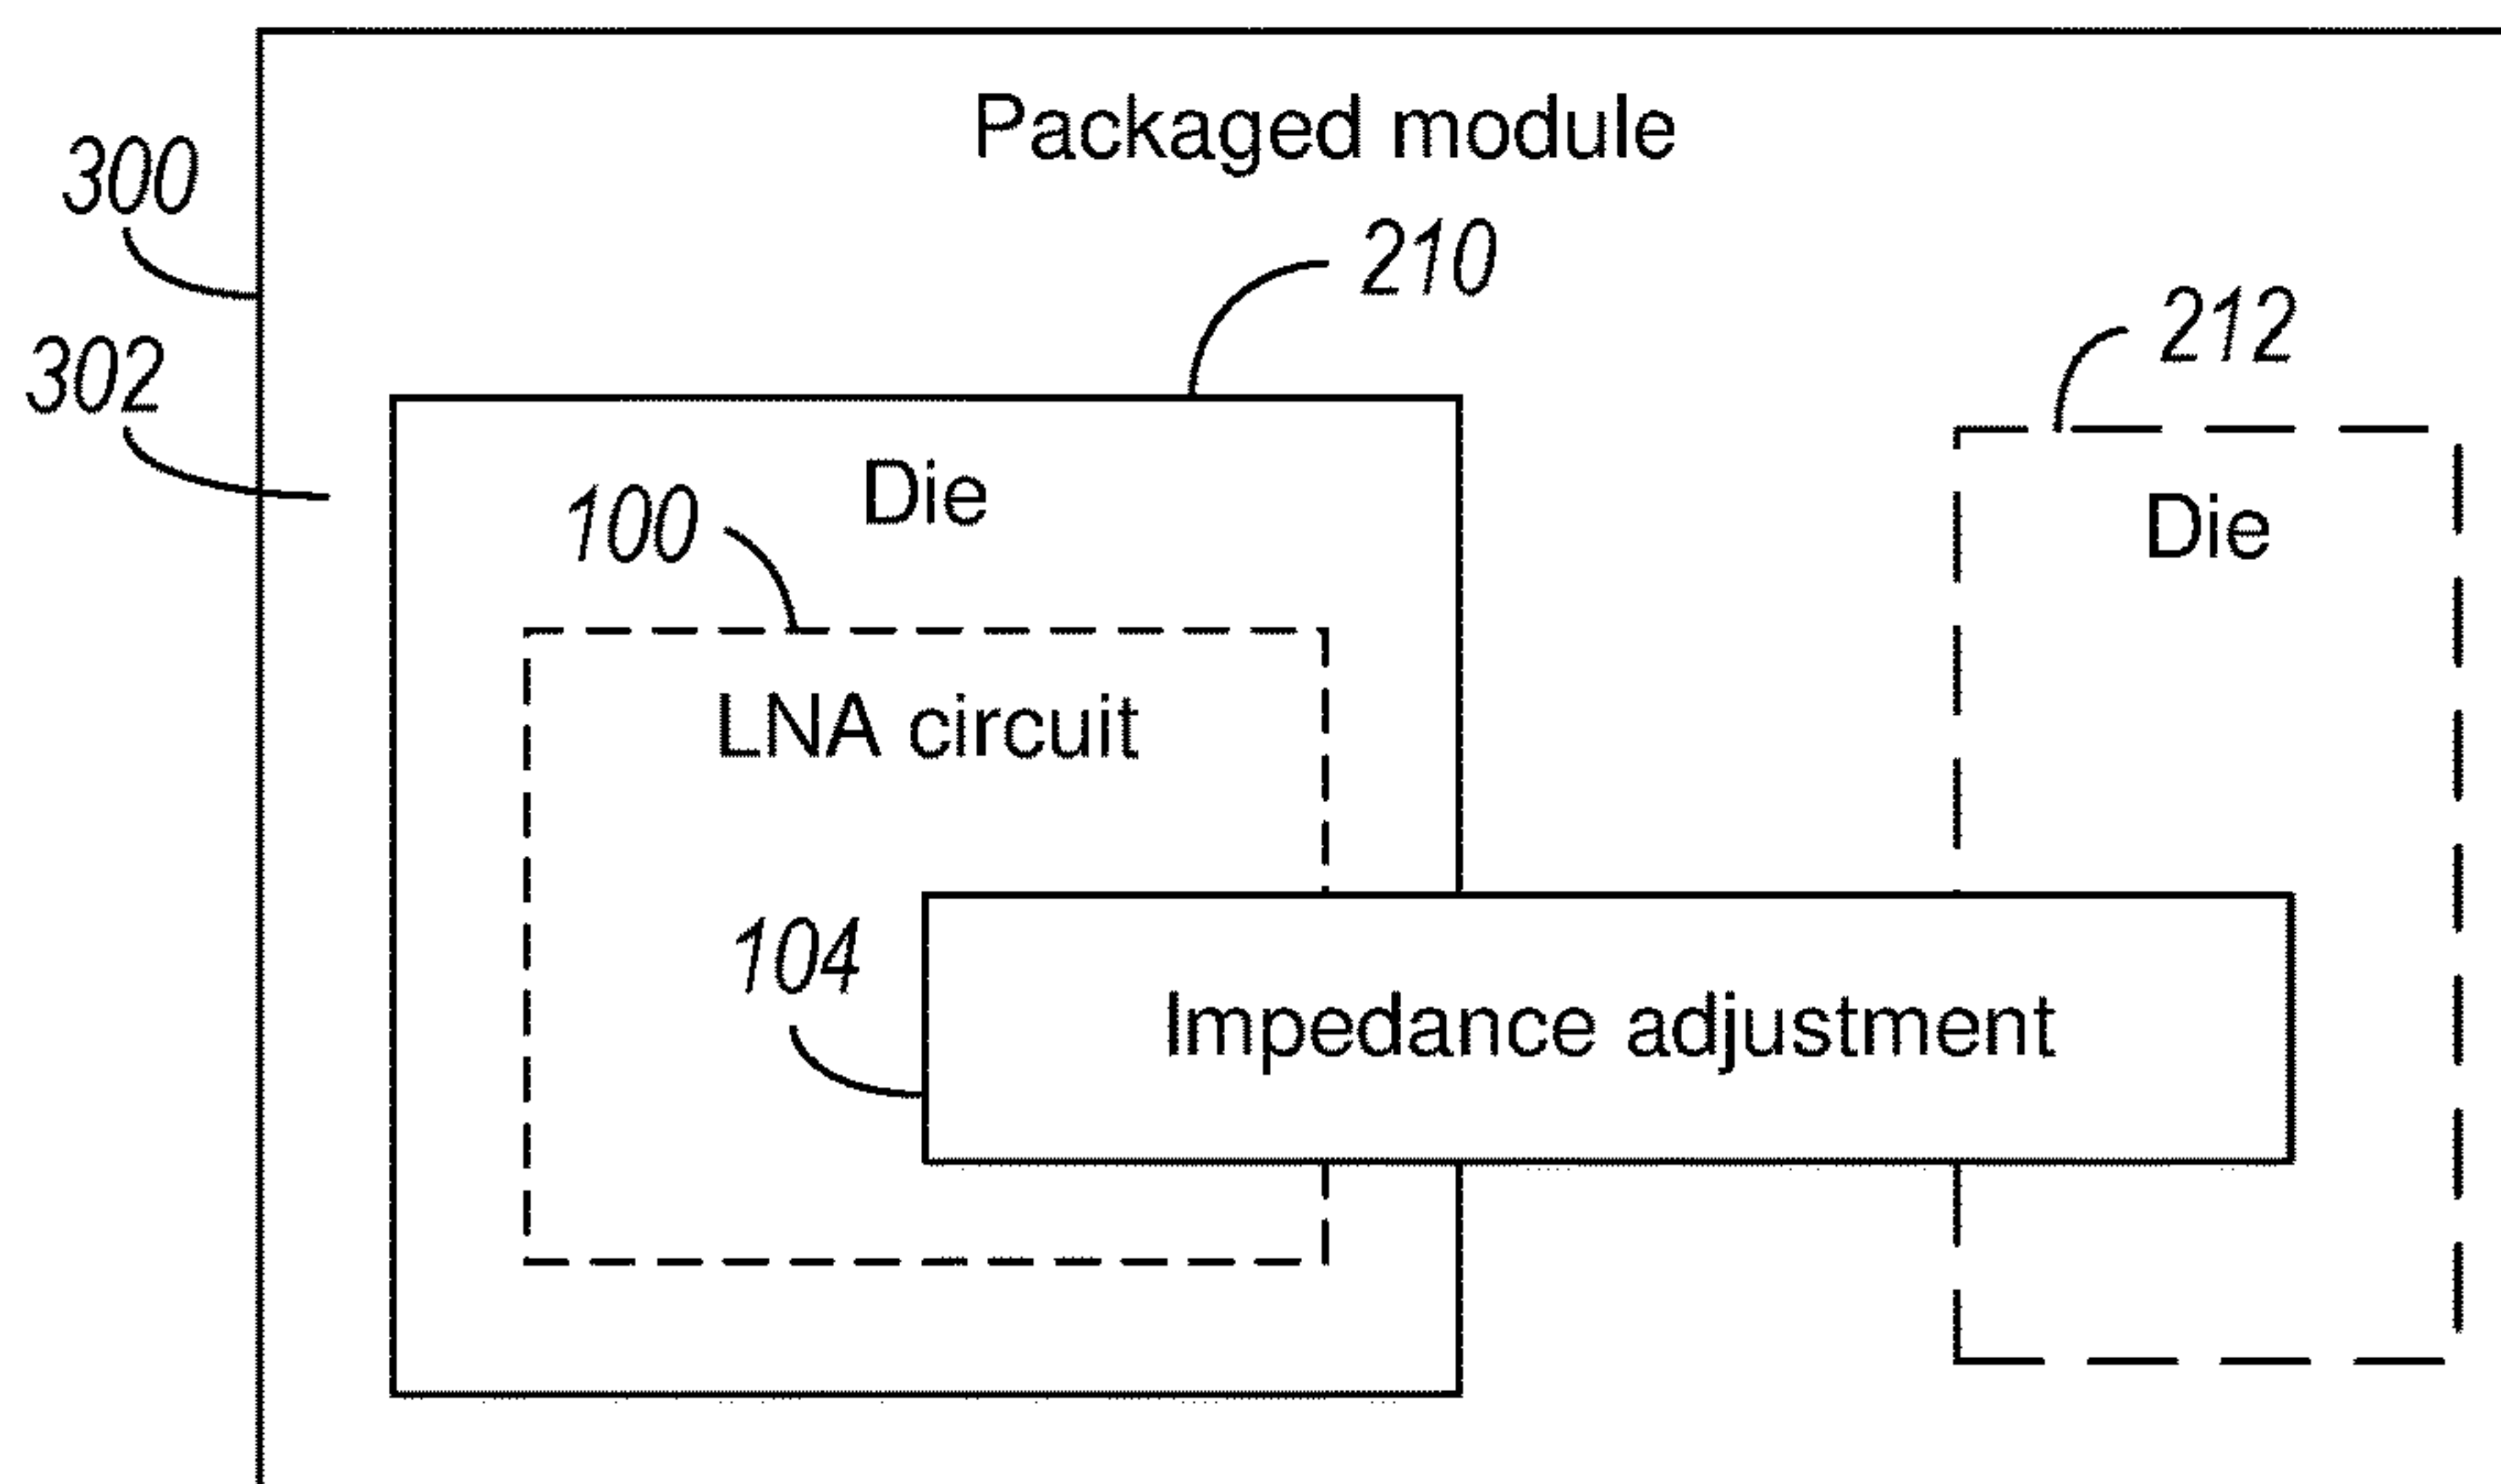 Packaged module
300
210
212
302
Die
100
Die
LNA circuit
104
Impedance adjustment